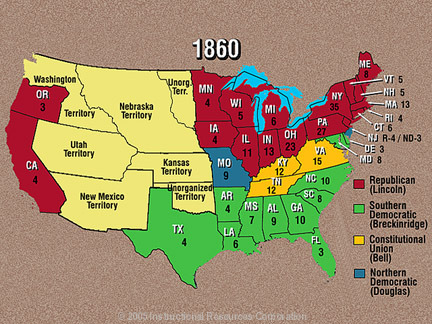 1860
Washington
Territory
OR
3
CA
4
Nebraska
Territory
Unorg.
Terr.
Utah
Territory
Kansas
Territory
New Mexico
Territory
Unorganized
Territory
TX
4
MN
4
WI
5
MI
6
IA
4
IL
11
IN
13
OH
23
MO
9
KY
12
TN
12
VA
15
AR
4
LA
6
MS
7
AL
9
GA
10
FL
3
NC 10
SC
8
PA
27
NY
35
ME
8
VT 5
NH 5
MA 13
RI 4
CT 6
NJ R-4 / ND-3
DE 3
MD 8
Republican
(Lincoln)
Southern
Democratic
(Breckinridge)
Constitutional
Union
(Bell)
Northern
Democratic
(Douglas)
© 2005 Instructional Resources Corporation